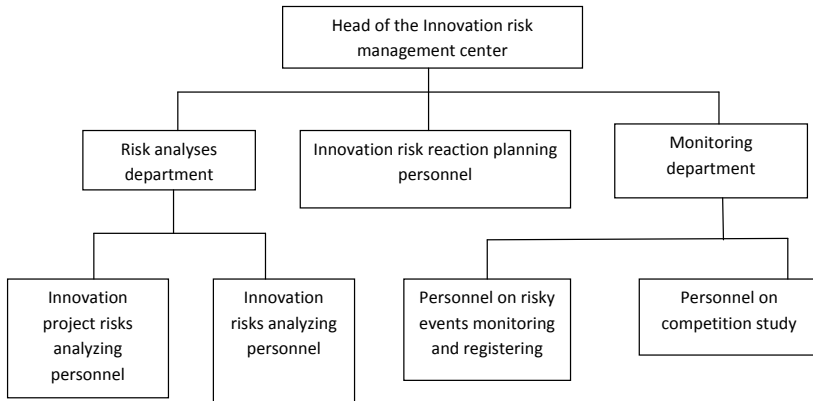 Head of the Innovation risk
management center
Risk analyses
department
Innovation risk reaction planning
personnel
Monitoring
department
Innovation
project risks
analyzing
personnel
Innovation
risks analyzing
personnel
Personnel on risky
events monitoring
and registering
Personnel on
competition study